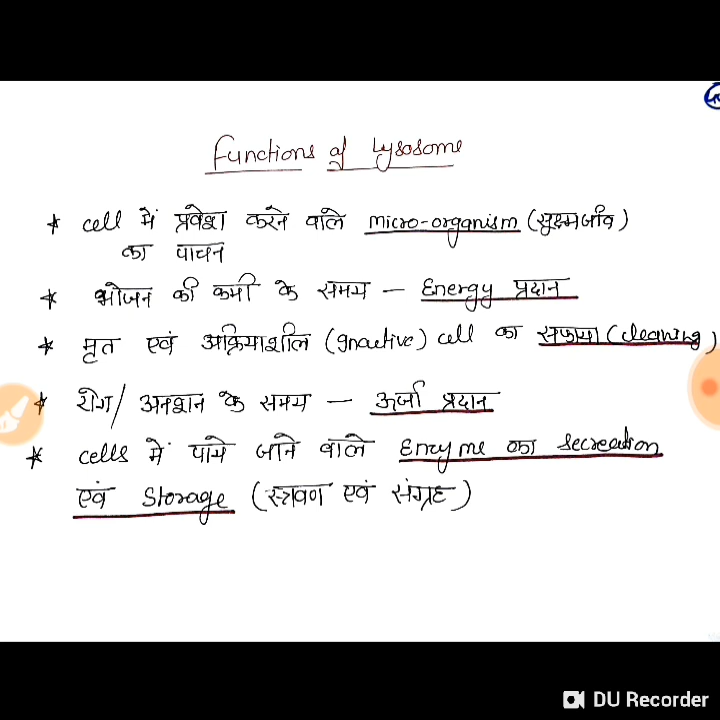 Functions of Lysosome
* cell में प्रवेश करने वाले micro-organism (सुक्ष्मजीव)
का पाचन
* भोजन की कमी के समय – Energy प्रदान
* मृत एवं अक्रियाशील (Inactive) cell का सफाया (cleaning)
* रोग/ अनशन के समय – ऊर्जा प्रदान
* cells में पाये जाने वाले Enzyme का secreation
एवं storage (स्त्रावण एवं संग्रह)
DU Recorder